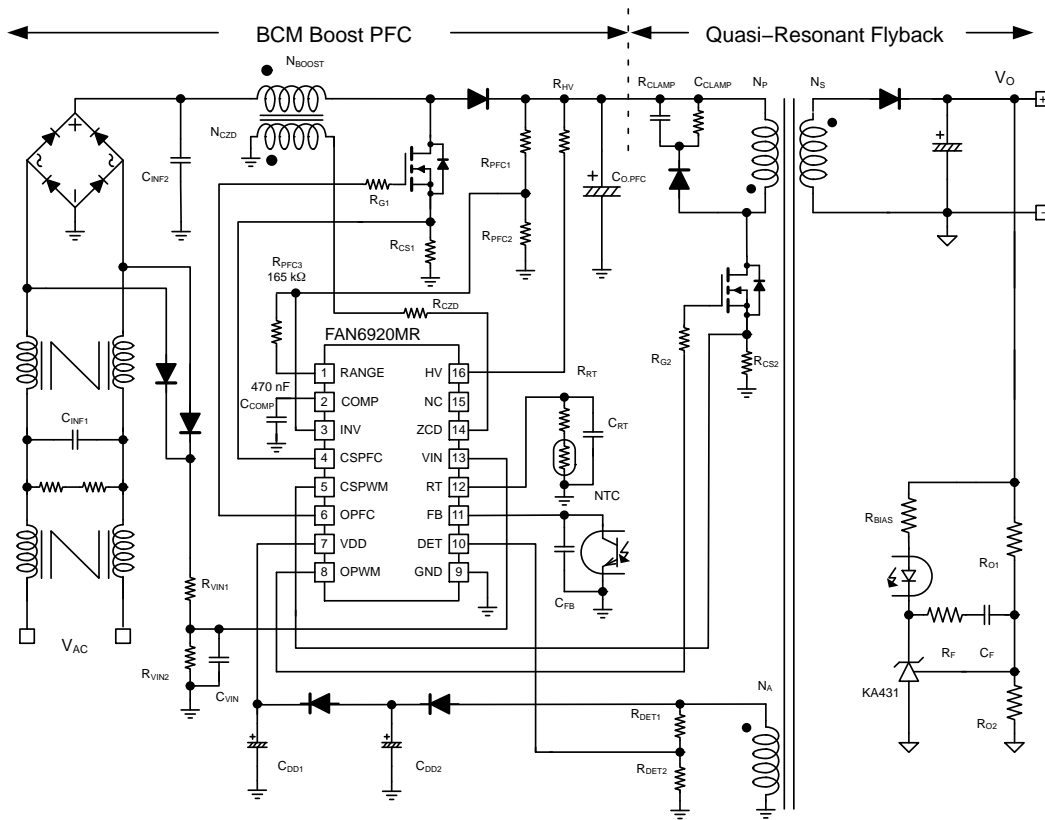 BCM Boost PFC
Quasi−Resonant Flyback
N_BOOST
R_HV
R_CLAMP
C_CLAMP
N_P
N_S
V_O
+
−
+
N_CZD
C_INF2
R_G1
R_PFC1
+
C_O.PFC
R_CS1
R_PFC2
R_PFC3
165 kΩ
R_CZD
R_G2
R_CS2
FAN6920MR
1 RANGE
2 COMP
3 INV
4 CSPFC
5 CSPWM
6 OPFC
7 VDD
8 OPWM
HV 16
NC 15
ZCD 14
VIN 13
RT 12
FB 11
DET 10
GND 9
470 nF
C_COMP
R_RT
C_RT
NTC
C_FB
C_INF1
V_AC
R_VIN1
R_VIN2
C_VIN
+
C_DD1
+
C_DD2
R_DET1
R_DET2
N_A
R_BIAS
R_O1
R_F
C_F
KA431
R_O2
+
−